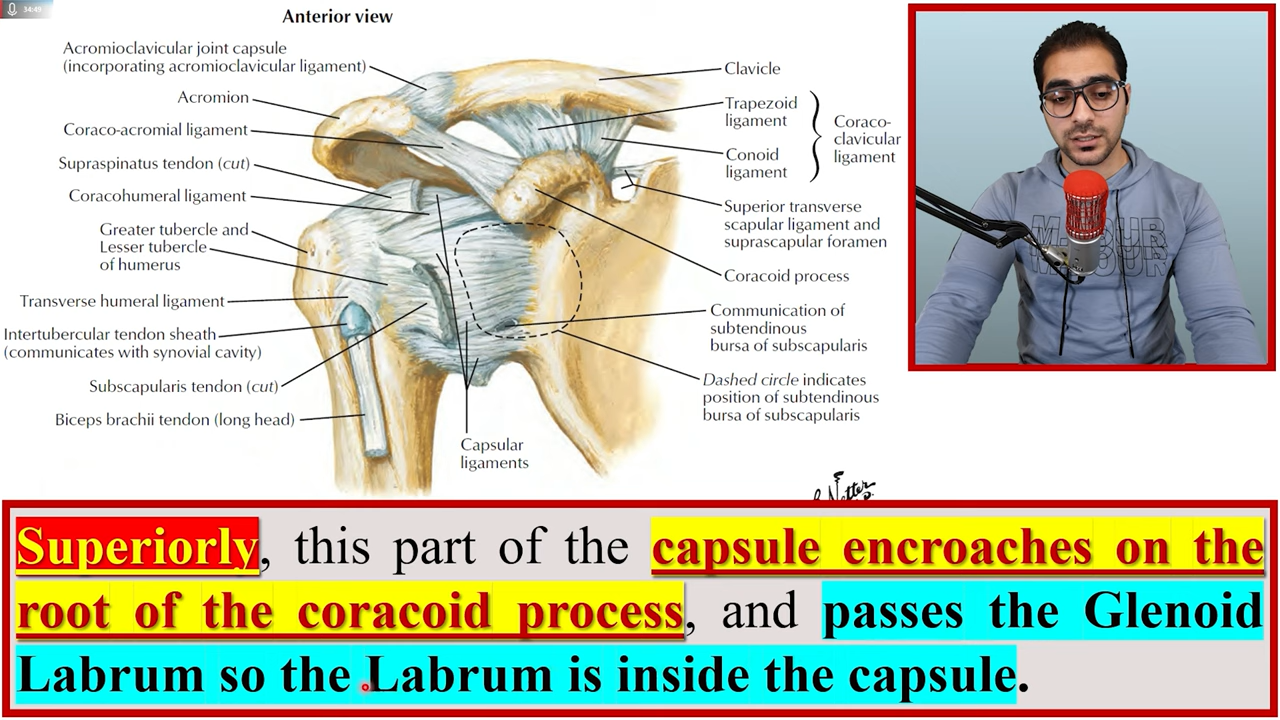 34:49
Anterior view
Acromioclavicular joint capsule
(incorporating acromioclavicular ligament)
Acromion
Coraco-acromial ligament
Supraspinatus tendon (cut)
Coracohumeral ligament
Greater tubercle and
Lesser tubercle
of humerus
Transverse humeral ligament
Intertubercular tendon sheath
(communicates with synovial cavity)
Subscapularis tendon (cut)
Biceps brachii tendon (long head)
Capsular
ligaments
Clavicle
Trapezoid
ligament
Conoid
ligament
Coraco-
clavicular
ligament
Superior transverse
scapular ligament and
suprascapular foramen
Coracoid process
Communication of
subtendinous
bursa of subscapularis
Dashed circle indicates
position of subtendinous
bursa of subscapularis
Netter
Superiorly, this part of the capsule encroaches on the
root of the coracoid process, and passes the Glenoid
Labrum so the Labrum is inside the capsule.